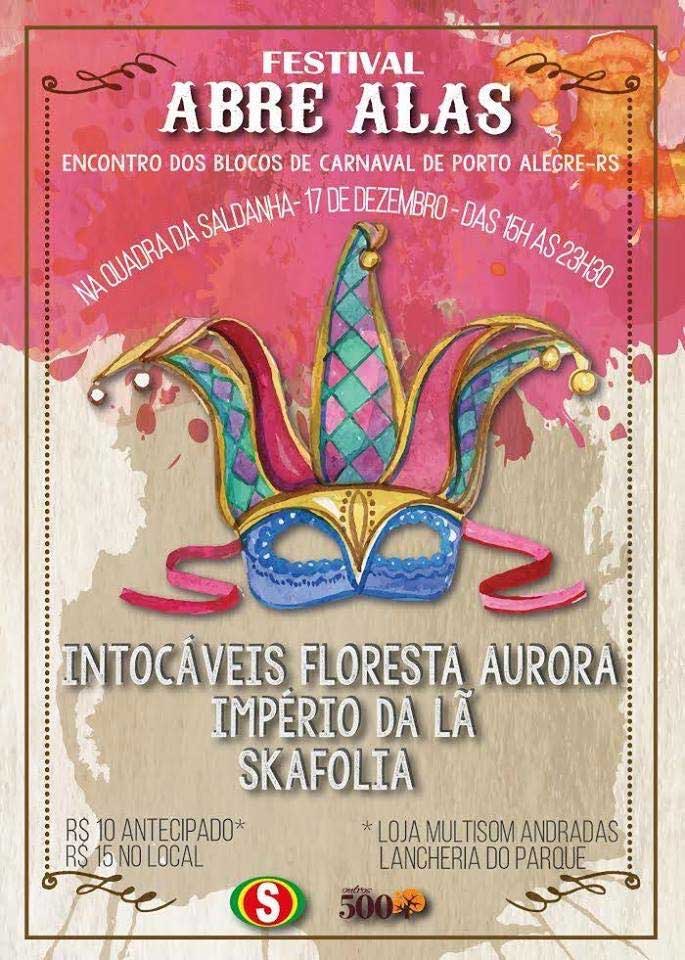 FESTIVAL
ABRE ALAS
ENCONTRO DOS BLOCOS DE CARNAVAL DE PORTO ALEGRE-RS
NA QUADRA DA SALDANHA- 17 DE DEZEMBRO - DAS 15H AS 23H30
INTOCÁVEIS FLORESTA AURORA
IMPÉRIO DA LÃ
SKAFOLIA
R$ 10 ANTECIPADO*
R$ 15 NO LOCAL
* LOJA MULTISOM ANDRADAS
LANCHERIA DO PARQUE
S
outros
500